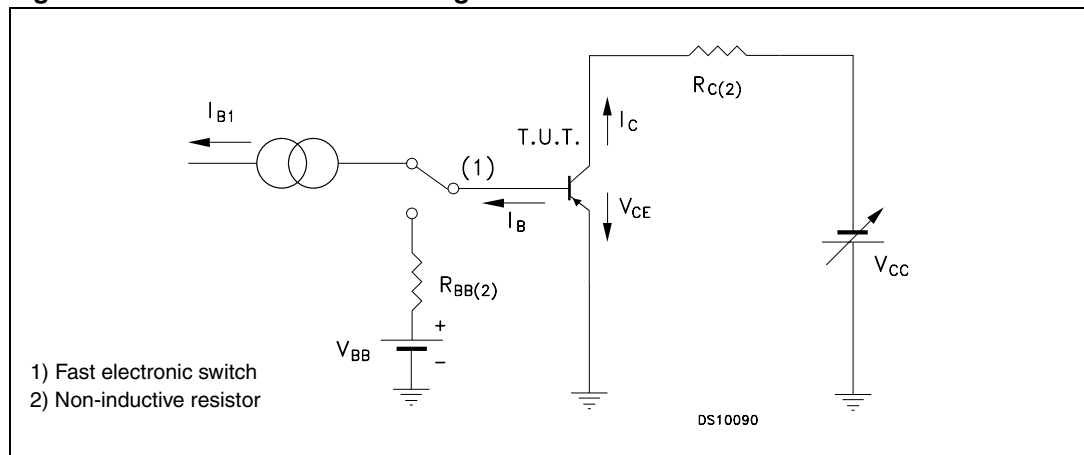 R_C(2)
I_B1
I_C
T.U.T.
(1)
V_CE
I_B
V_CC
R_BB(2)
+
V_BB
–
1) Fast electronic switch
2) Non-inductive resistor
DS10090